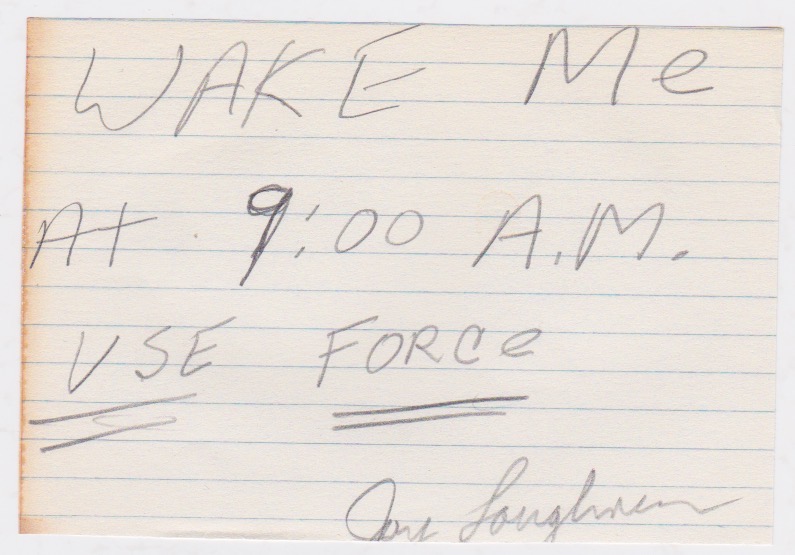 WAKE Me
At 9:00 A.M.
USE FORCe